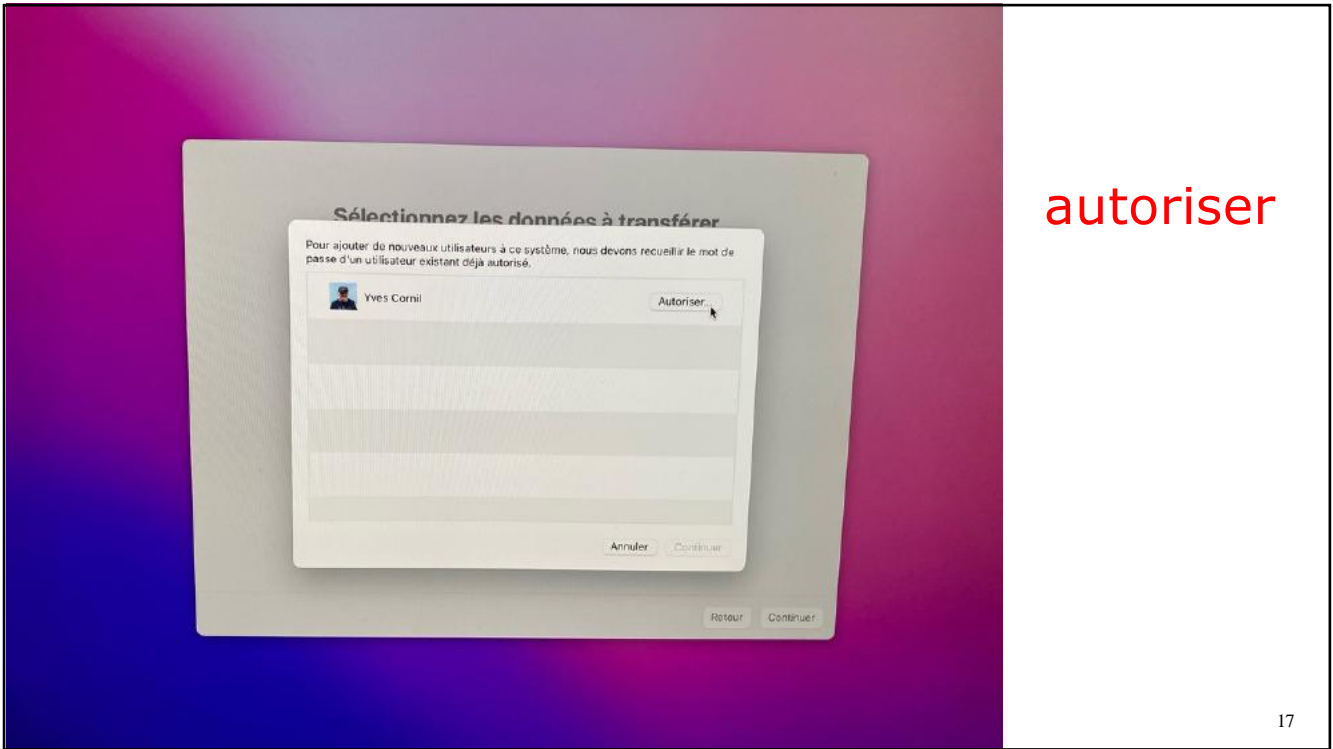 Sélectionnez les données à transférer
Pour ajouter de nouveaux utilisateurs à ce système, nous devons recueillir le mot de
passe d'un utilisateur existant déjà autorisé.
Yves Cornil
Autoriser...
Annuler
Continuer
Retour
Continuer
autoriser
17